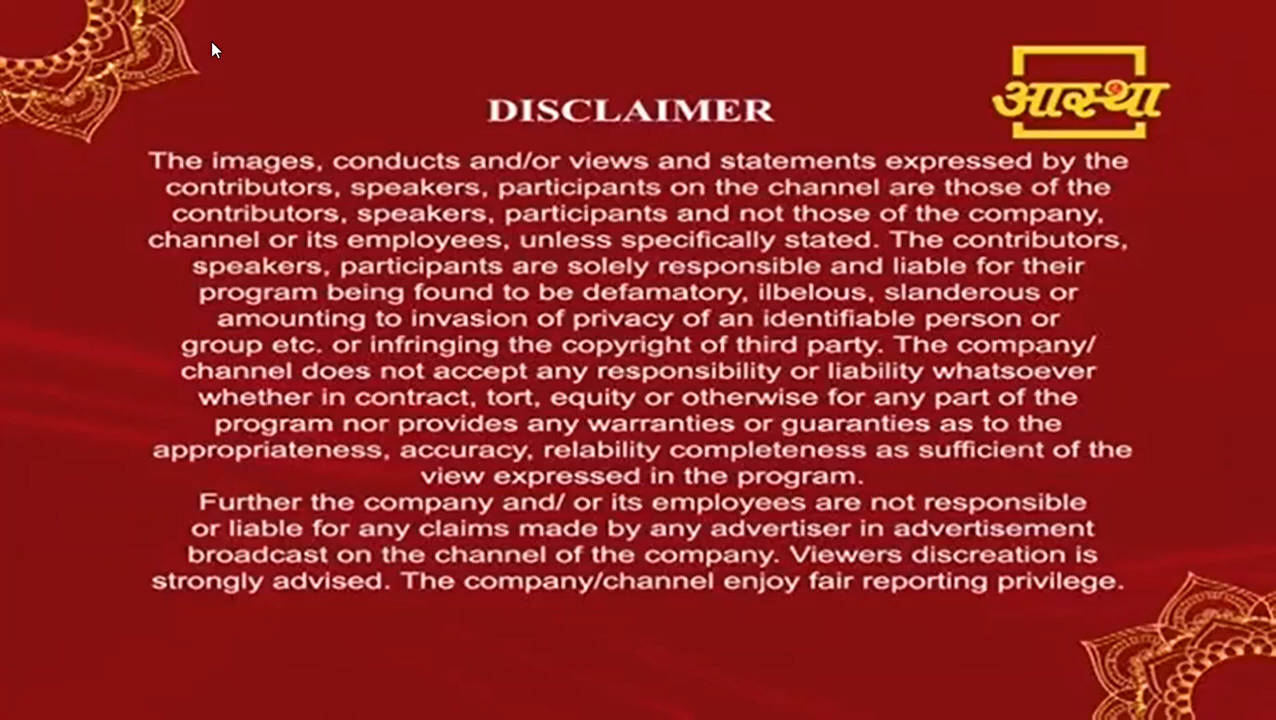 आस्था
DISCLAIMER
The images, conducts and/or views and statements expressed by the
contributors, speakers, participants on the channel are those of the
contributors, speakers, participants and not those of the company,
channel or its employees, unless specifically stated. The contributors,
speakers, participants are solely responsible and liable for their
program being found to be defamatory, ilbelous, slanderous or
amounting to invasion of privacy of an identifiable person or
group etc. or infringing the copyright of third party. The company/
channel does not accept any responsibility or liability whatsoever
whether in contract, tort, equity or otherwise for any part of the
program nor provides any warranties or guaranties as to the
appropriateness, accuracy, relability completeness as sufficient of the
view expressed in the program.
Further the company and/ or its employees are not responsible
or liable for any claims made by any advertiser in advertisement
broadcast on the channel of the company. Viewers discreation is
strongly advised. The company/channel enjoy fair reporting privilege.